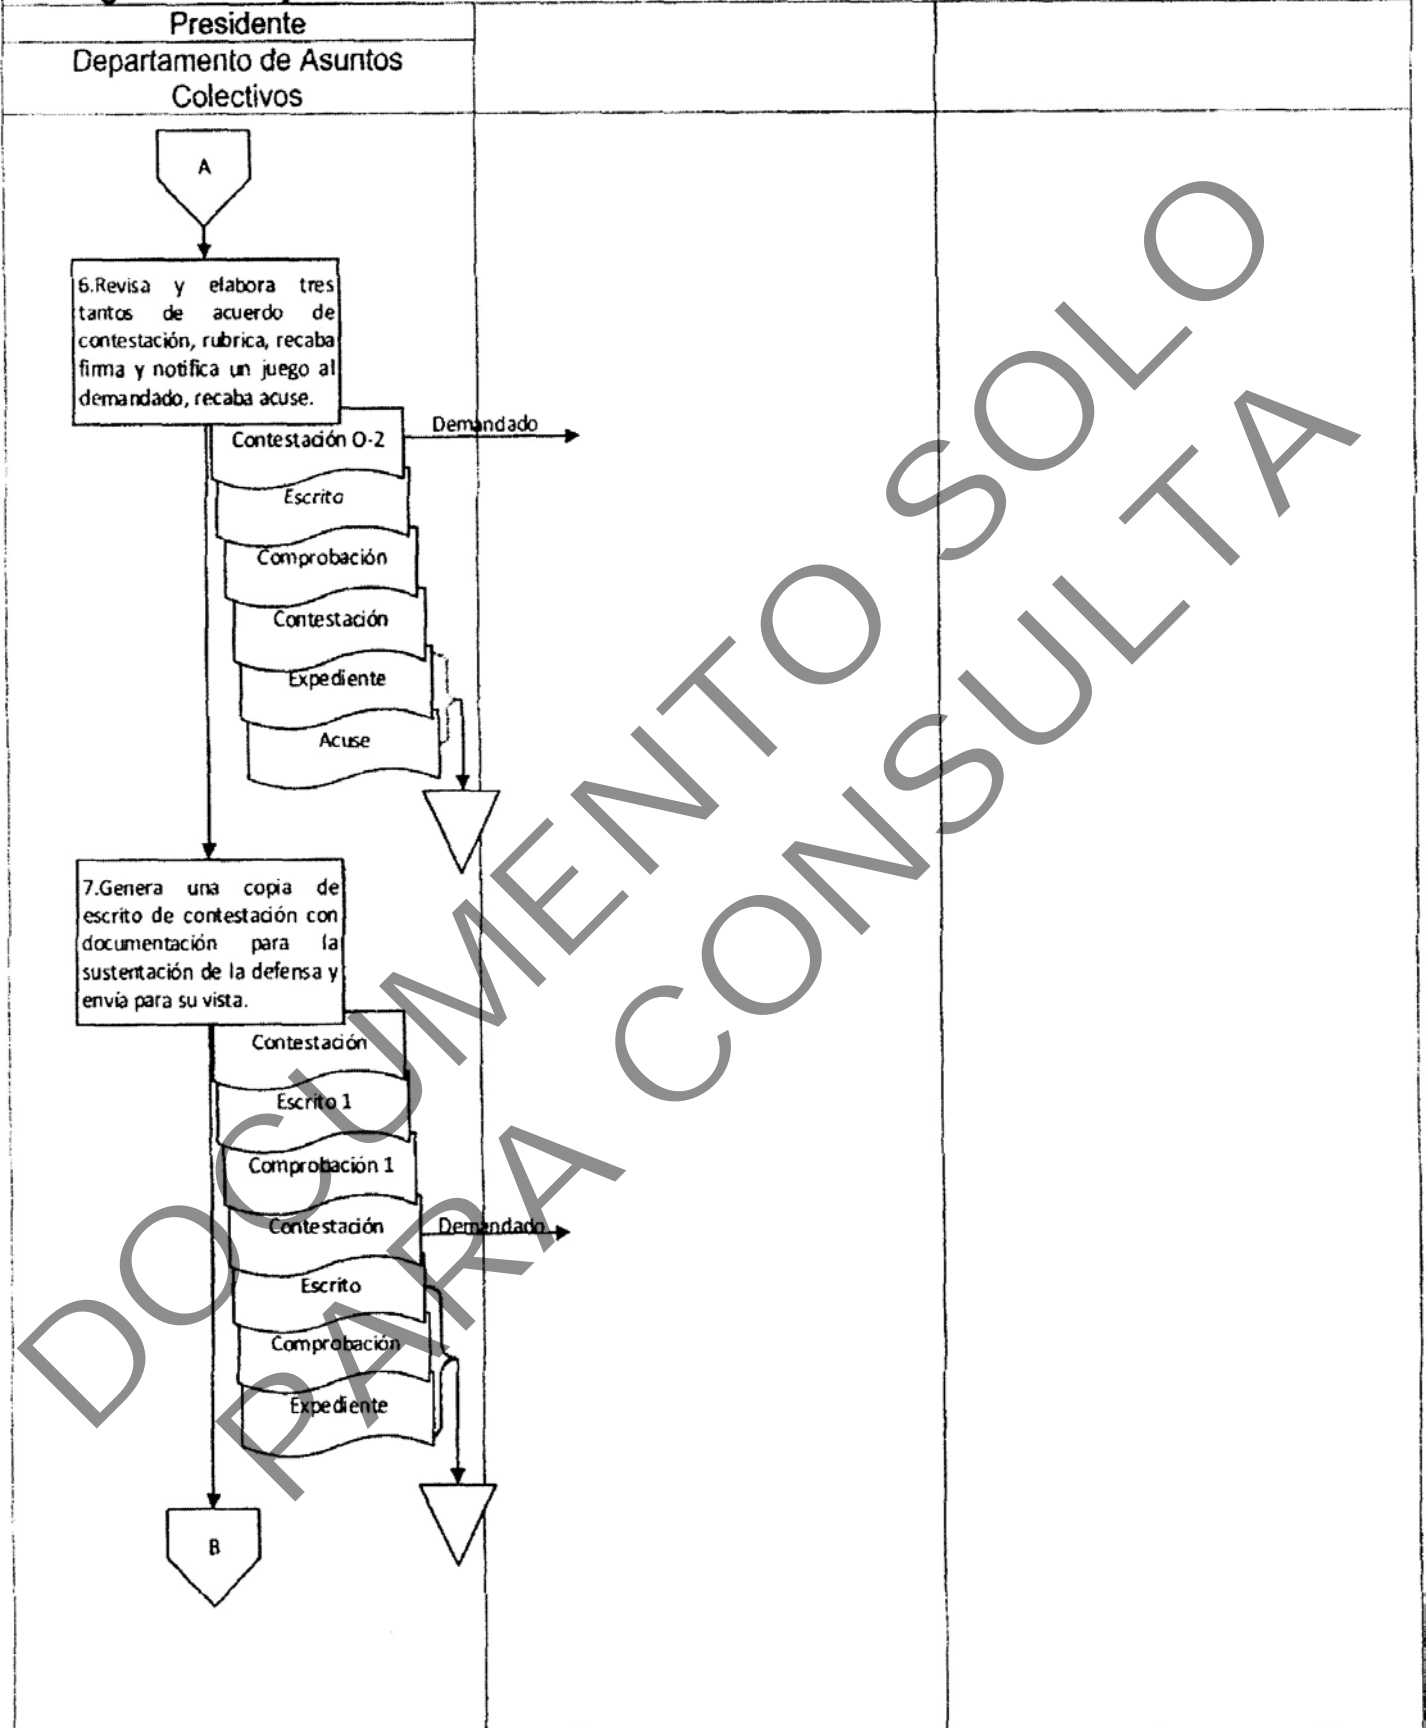 Presidente
Departamento de Asuntos
Colectivos
A
6.Revisa y elabora tres
tantos de acuerdo de
contestación, rubrica, recaba
firma y notifica un juego al
demandado, recaba acuse.
Contestación O-2
Demandado
Escrito
Comprobación
Contestación
Expediente
Acuse
7.Genera una copia de
escrito de contestación con
documentación para la
sustentación de la defensa y
envía para su vista.
Contestación
Escrito 1
Comprobación 1
Contestación
Demandado
Escrito
Comprobación
Expediente
B
DOCUMENTO SOLO
PARA CONSULTA